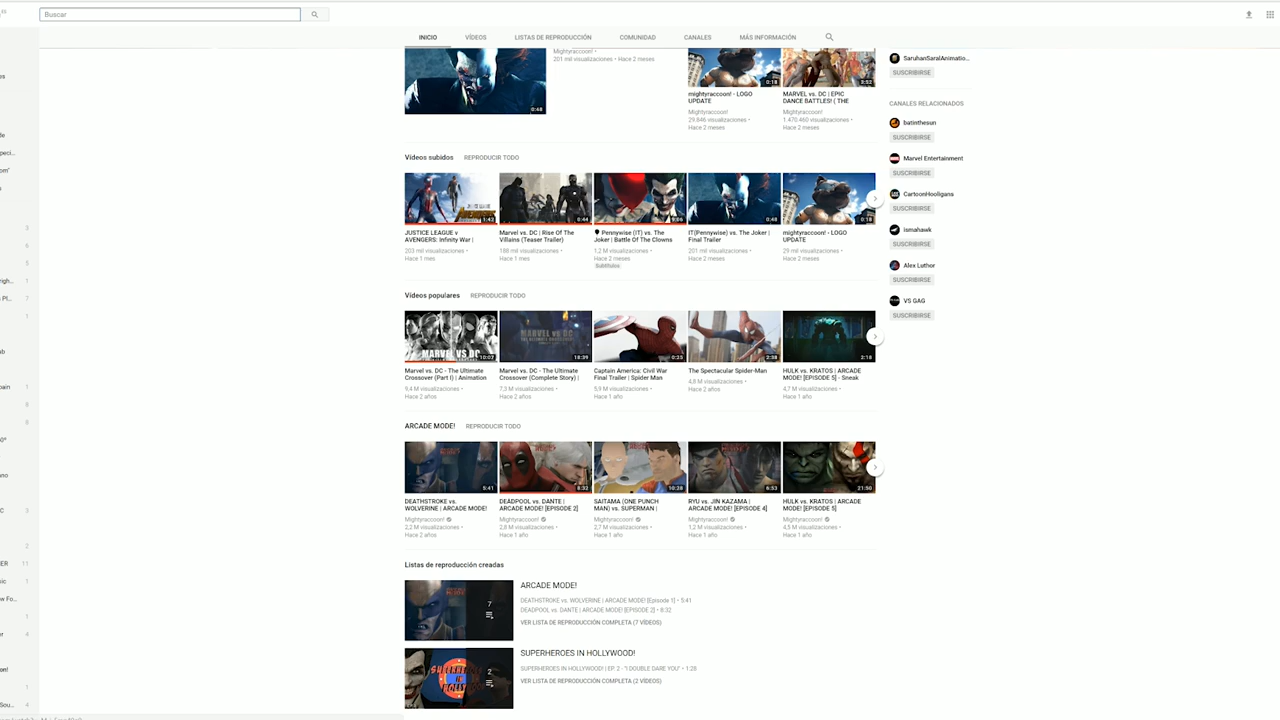 Buscar
INICIO
VÍDEOS
LISTAS DE REPRODUCCIÓN
COMUNIDAD
CANALES
MÁS INFORMACIÓN
Mightyraccoon! •
201 mil visualizaciones • Hace 2 meses
0:48
0:18
3:32
mightyraccoon! - LOGO
UPDATE
Mightyraccoon!
29.846 visualizaciones •
Hace 2 meses
MARVEL vs. DC | EPIC
DANCE BATTLES! ( THE
Mightyraccoon!
1.470.460 visualizaciones •
Hace 2 meses
SaruhanSaralAnimatio...
SUSCRIBIRSE
CANALES RELACIONADOS
batinthesun
SUSCRIBIRSE
Marvel Entertainment
SUSCRIBIRSE
CartoonHooligans
SUSCRIBIRSE
ismahawk
SUSCRIBIRSE
Alex Luthor
SUSCRIBIRSE
VS GAG
SUSCRIBIRSE
Vídeos subidos
REPRODUCIR TODO
1:43
6:44
9:06
0:48
0:18
JUSTICE LEAGUE v
AVENGERS: Infinity War |
203 mil visualizaciones •
Hace 1 mes
Marvel vs. DC | Rise Of The
Villains (Teaser Trailer)
188 mil visualizaciones •
Hace 1 mes
Pennywise (IT) vs. The
Joker | Battle Of The Clowns
1,2 M visualizaciones •
Hace 2 meses
Subtítulos
IT(Pennywise) vs. The Joker |
Final Trailer
201 mil visualizaciones •
Hace 2 meses
mightyraccoon! - LOGO
UPDATE
29 mil visualizaciones •
Hace 2 meses
Vídeos populares
REPRODUCIR TODO
MARVEL VS DC
10:07
MARVEL VS DC
18:39
0:25
2:38
2:18
Marvel vs. DC - The Ultimate
Crossover (Part I) | Animation
9,4 M visualizaciones •
Hace 2 años
Marvel vs. DC - The Ultimate
Crossover (Complete Story) |
7,3 M visualizaciones •
Hace 2 años
Captain America: Civil War
Final Trailer | Spider Man
5,9 M visualizaciones •
Hace 1 año
The Spectacular Spider-Man
4,8 M visualizaciones •
Hace 2 años
HULK vs. KRATOS | ARCADE
MODE! [EPISODE 5] - Sneak
4,7 M visualizaciones •
Hace 1 año
ARCADE MODE!
REPRODUCIR TODO
5:41
8:32
10:28
6:53
21:50
DEATHSTROKE vs.
WOLVERINE | ARCADE MODE!
Mightyraccoon!
2,2 M visualizaciones •
Hace 2 años
DEADPOOL vs. DANTE |
ARCADE MODE! [EPISODE 2]
Mightyraccoon!
2,8 M visualizaciones •
Hace 1 año
SAITAMA (ONE PUNCH
MAN) vs. SUPERMAN |
Mightyraccoon!
2,7 M visualizaciones •
Hace 1 año
RYU vs. JIN KAZAMA |
ARCADE MODE! [EPISODE 4]
Mightyraccoon!
1,2 M visualizaciones •
Hace 1 año
HULK vs. KRATOS | ARCADE
MODE! [EPISODE 5]
Mightyraccoon!
4,5 M visualizaciones •
Hace 1 año
Listas de reproducción creadas
7
ARCADE MODE!
DEATHSTROKE vs. WOLVERINE | ARCADE MODE! [Episode 1] • 5:41
DEADPOOL vs. DANTE | ARCADE MODE! [EPISODE 2] • 8:32
VER LISTA DE REPRODUCCIÓN COMPLETA (7 VÍDEOS)
2
SUPERHEROES IN HOLLYWOOD!
SUPERHEROES IN HOLLYWOOD! | EP. 2 - "I DOUBLE DARE YOU" • 1:28
VER LISTA DE REPRODUCCIÓN COMPLETA (2 VÍDEOS)